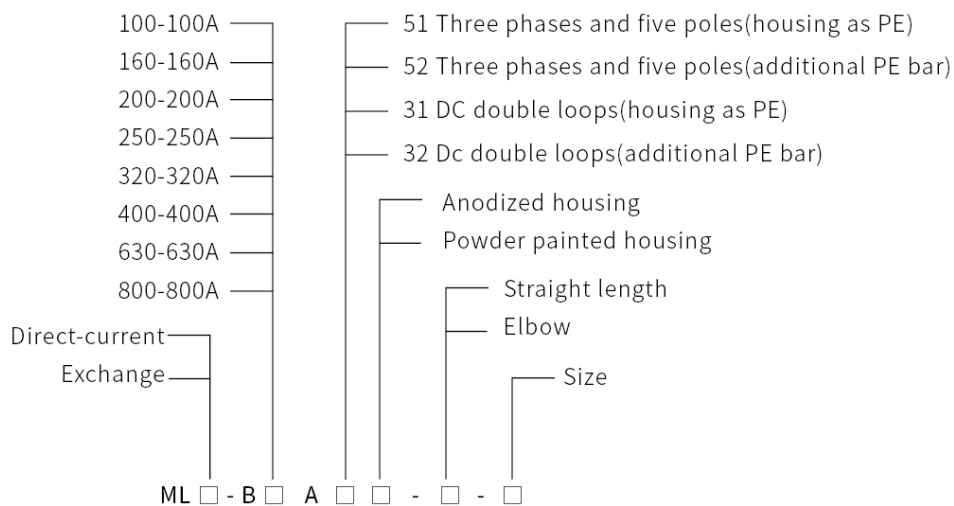 100-100A
160-160A
200-200A
250-250A
320-320A
400-400A
630-630A
800-800A
Direct-current
Exchange
51 Three phases and five poles(housing as PE)
52 Three phases and five poles(additional PE bar)
31 DC double loops(housing as PE)
32 Dc double loops(additional PE bar)
Anodized housing
Powder painted housing
Straight length
Elbow
Size
ML □ - B □ A □ □ - □ - □